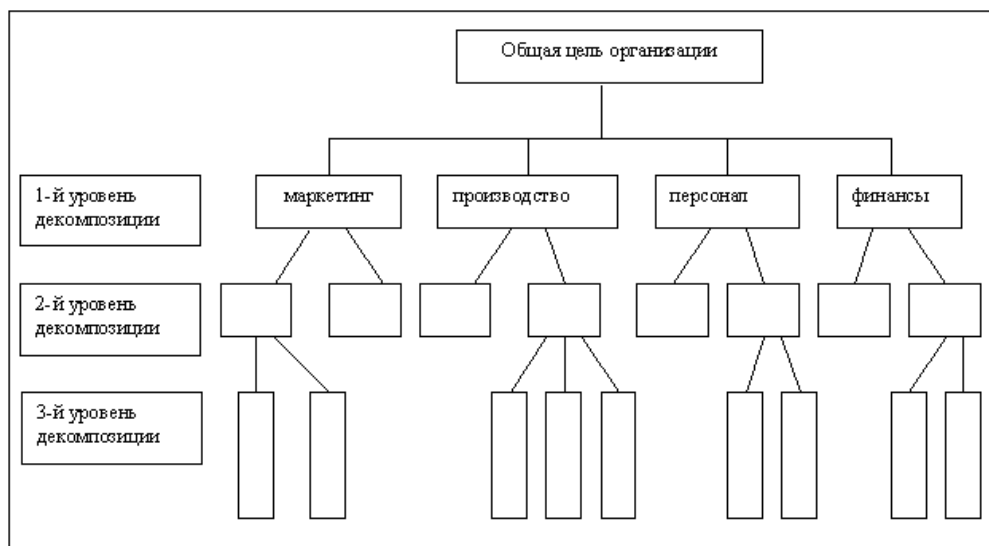 Общая цель организации
1-й уровень
декомпозиции
маркетинг
производство
персонал
финансы
2-й уровень
декомпозиции
3-й уровень
декомпозиции